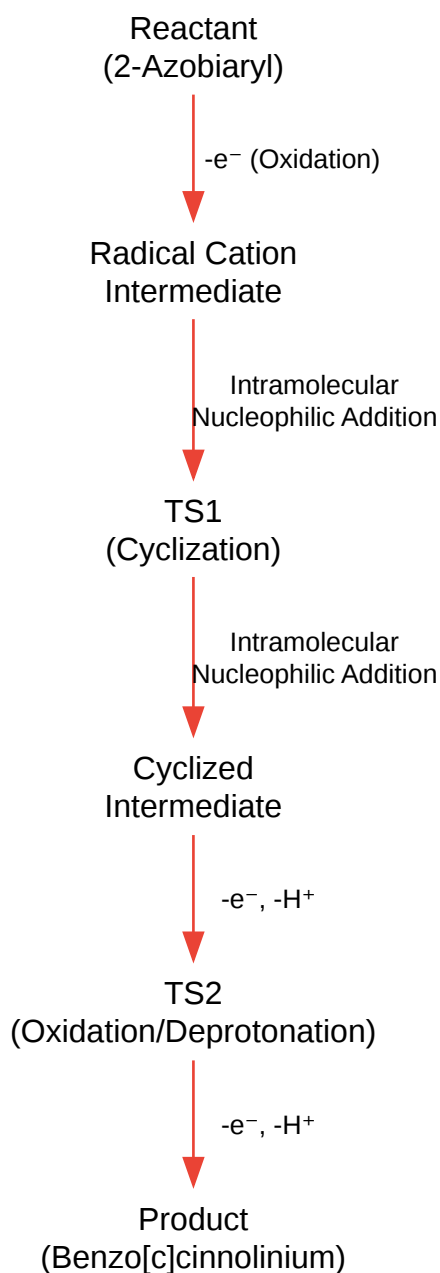 Reactant
(2-Azobiaryl)
-e⁻ (Oxidation)
Radical Cation
Intermediate
Intramolecular
Nucleophilic Addition
TS1
(Cyclization)
Intramolecular
Nucleophilic Addition
Cyclized
Intermediate
-e⁻, -H⁺
TS2
(Oxidation/Deprotonation)
-e⁻, -H⁺
Product
(Benzo[c]cinnolinium)